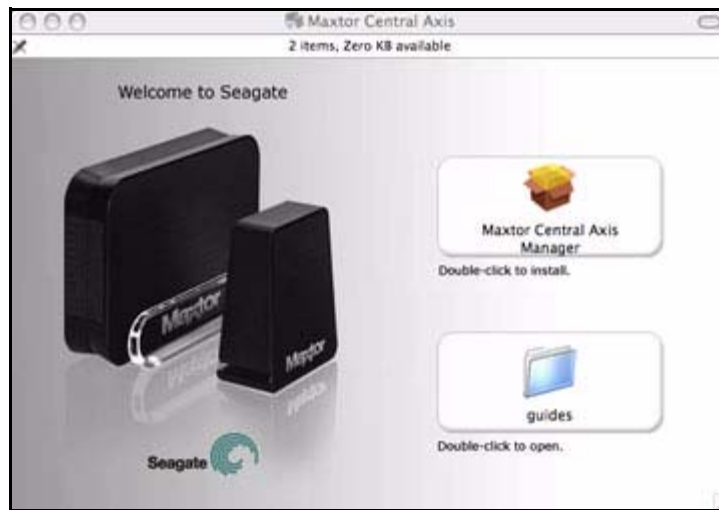 Maxtor Central Axis
2 items, Zero KB available
Welcome to Seagate
Maxtor Central Axis
Manager
Double-click to install.
Maxtor
Maxtor
guides
Double-click to open.
Seagate